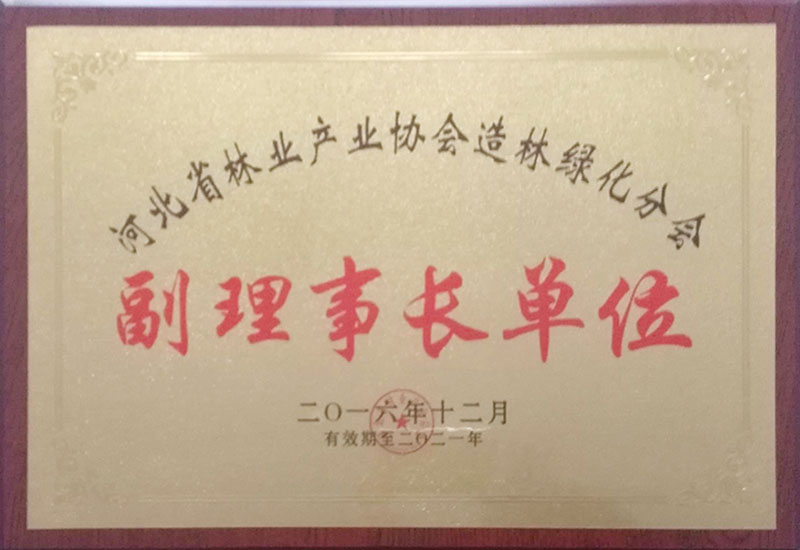 河北省林业产业协会造林绿化分会
副理事长单位
二〇一六年十二月
有效期至二〇二一年